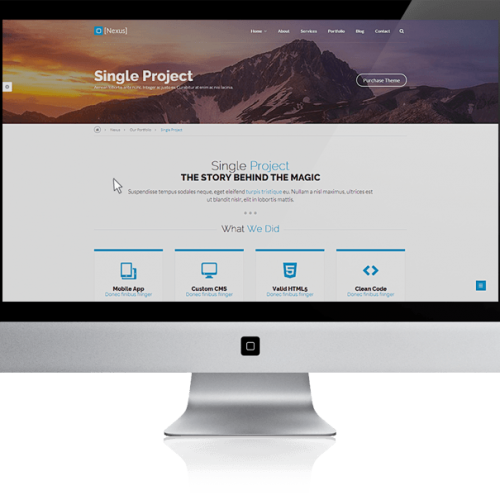 [Nexus]
Home About Services Portfolio Blog Contact
Single Project
Purchase Theme
Home Our Portfolio Single Project
Single Project
THE STORY BEHIND THE MAGIC
Suspendisse tempus sodales neque, eget eleifend turpis tristique eu. Nullam a nisl maximus, ultrices est
ut blandit nisir, elit in lobortis mattis.
What We Did
Mobile App Custom CMS Valid HTML5 Clean Code
Donec finibus fringer Donec finibus fringer Donec finibus fringer Donec finibus fringer